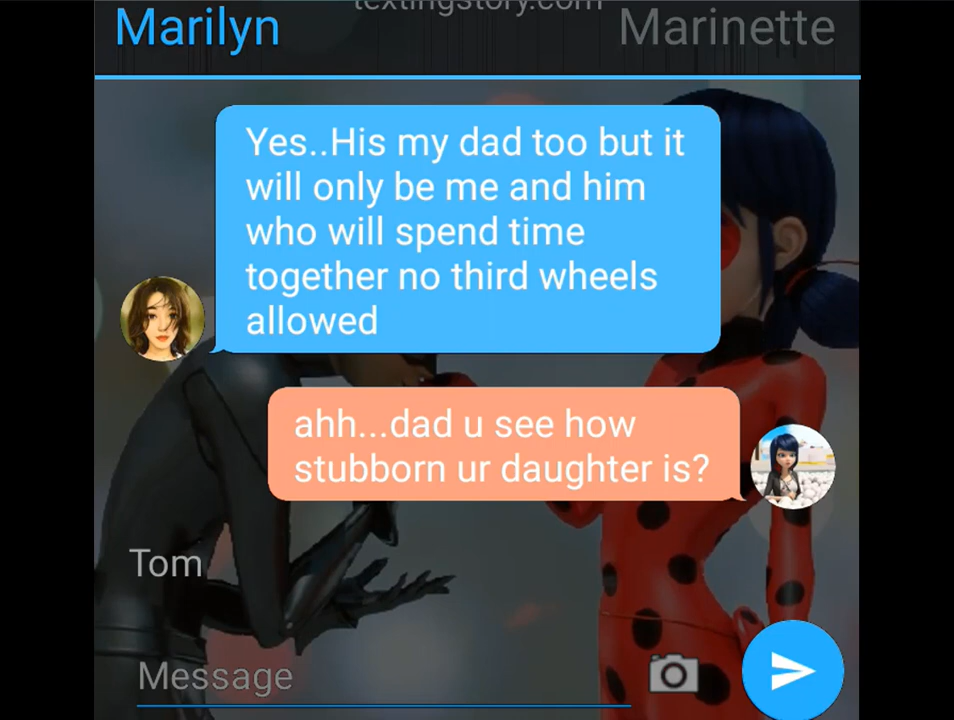 textingstory.com
Marilyn
Marinette
Yes..His my dad too but it
will only be me and him
who will spend time
together no third wheels
allowed
ahh...dad u see how
stubborn ur daughter is?
Tom
Message